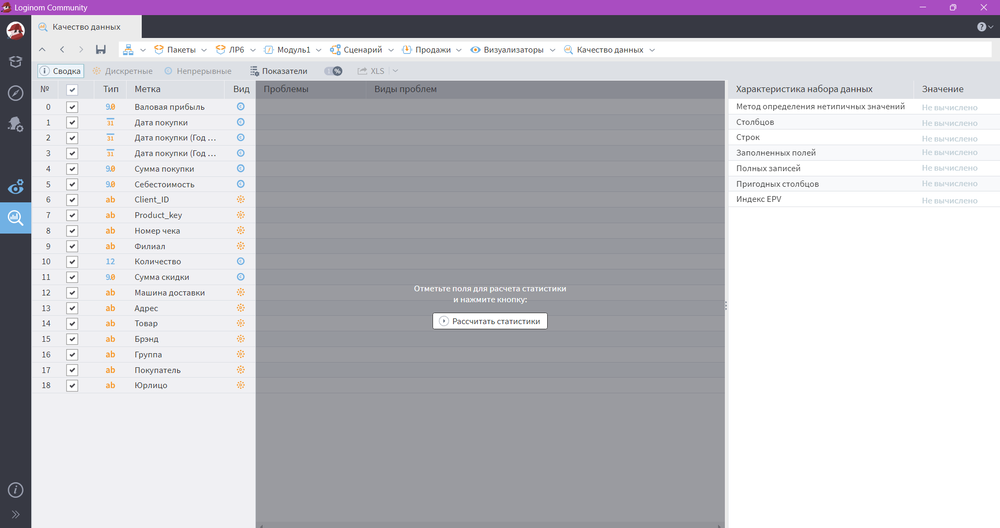 Loginom Community
Качество данных
Пакеты ЛР6 Модуль1 Сценарий Продажи Визуализаторы Качество данных
Сводка Дискретные Непрерывные Показатели 1 % XLS
№ Тип Метка Вид Проблемы Виды проблем Характеристика набора данных Значение
0 9.0 Валовая прибыль Метод определения нетипичных значений Не вычислено
1 31 Дата покупки Столбцов Не вычислено
2 31 Дата покупки (Год ... Строк Не вычислено
3 31 Дата покупки (Год ... Заполненных полей Не вычислено
4 9.0 Сумма покупки Полных записей Не вычислено
5 9.0 Себестоимость Пригодных столбцов Не вычислено
6 ab Client_ID Индекс EPV Не вычислено
7 ab Product_key
8 ab Номер чека
9 ab Филиал
10 12 Количество
11 9.0 Сумма скидки
12 ab Машина доставки
13 ab Адрес
14 ab Товар
15 ab Брэнд
16 ab Группа
17 ab Покупатель
18 ab Юрлицо
Отметьте поля для расчета статистики
и нажмите кнопку:
Рассчитать статистики